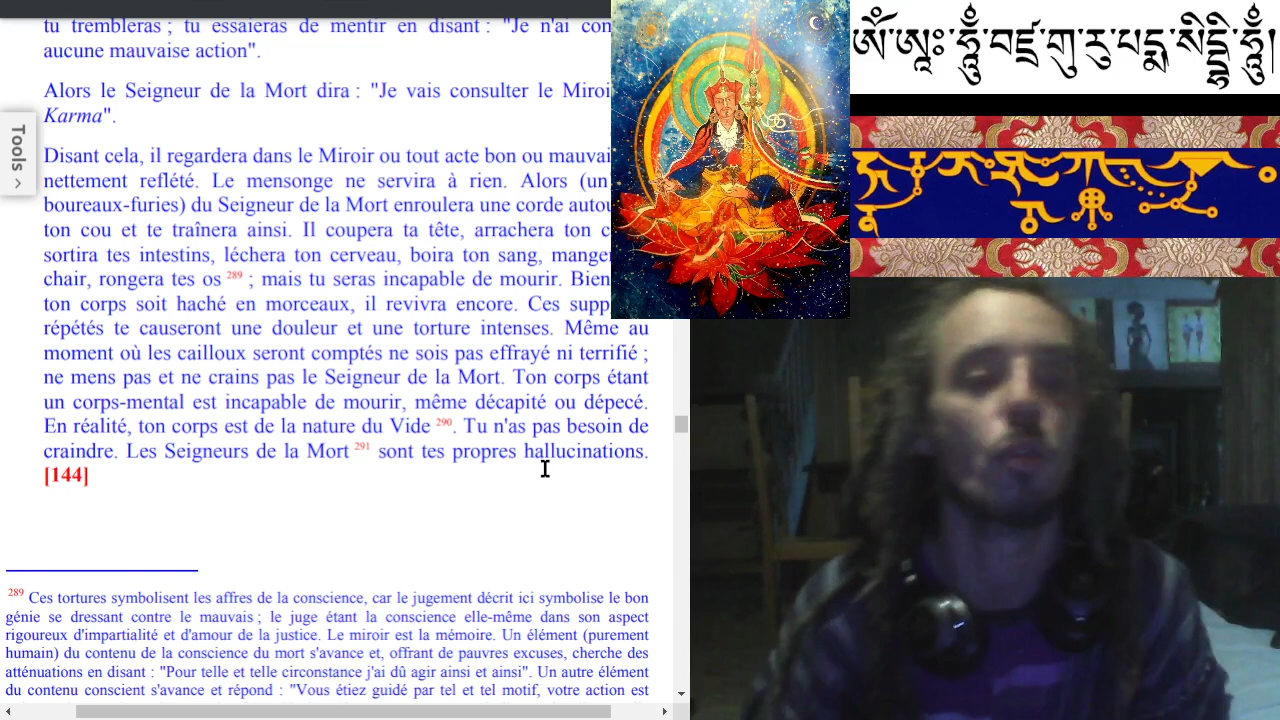 tu trembleras ; tu essaieras de mentir en disant : "Je n'ai con
aucune mauvaise action".
Alors le Seigneur de la Mort dira : "Je vais consulter le Miroi
Karma".
Disant cela, il regardera dans le Miroir ou tout acte bon ou mauvai
nettement reflété. Le mensonge ne servira à rien. Alors (un
boureaux-furies) du Seigneur de la Mort enroulera une corde autou
ton cou et te traînera ainsi. Il coupera ta tête, arrachera ton c
sortira tes intestins, léchera ton cerveau, boira ton sang, manger
chair, rongera tes os 289 ; mais tu seras incapable de mourir. Bien
ton corps soit haché en morceaux, il revivra encore. Ces supp
répétés te causeront une douleur et une torture intenses. Même au
moment où les cailloux seront comptés ne sois pas effrayé ni terrifié ;
ne mens pas et ne crains pas le Seigneur de la Mort. Ton corps étant
un corps-mental est incapable de mourir, même décapité ou dépecé.
En réalité, ton corps est de la nature du Vide 290. Tu n'as pas besoin de
craindre. Les Seigneurs de la Mort 291 sont tes propres hallucinations.
[144]
289 Ces tortures symbolisent les affres de la conscience, car le jugement décrit ici symbolise le bon
génie se dressant contre le mauvais ; le juge étant la conscience elle-même dans son aspect
rigoureux d'impartialité et d'amour de la justice. Le miroir est la mémoire. Un élément (purement
humain) du contenu de la conscience du mort s'avance et, offrant de pauvres excuses, cherche des
atténuations en disant : "Pour telle et telle circonstance j'ai dû agir ainsi et ainsi". Un autre élément
du contenu conscient s'avance et répond : "Vous étiez guidé par tel et tel motif, votre action est
Tools >
ༀ་ཨཱཿ་ཧཱུྂ་བཛྲ་གུ་རུ་པདྨ་སིདྡྷི་ཧཱུྂ།